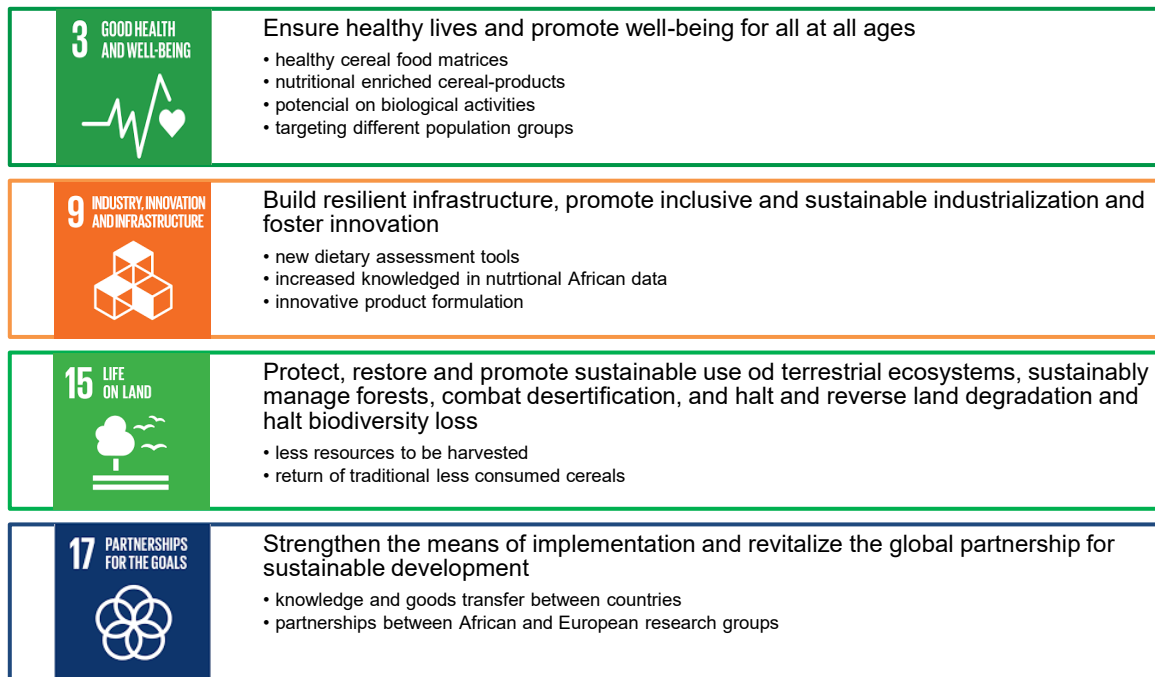 3 GOOD HEALTH
AND WELL-BEING
Ensure healthy lives and promote well-being for all at all ages
• healthy cereal food matrices
• nutritional enriched cereal-products
• potencial on biological activities
• targeting different population groups
9 INDUSTRY, INNOVATION
AND INFRASTRUCTURE
Build resilient infrastructure, promote inclusive and sustainable industrialization and
foster innovation
• new dietary assessment tools
• increased knowledged in nutrtional African data
• innovative product formulation
15 LIFE
ON LAND
Protect, restore and promote sustainable use od terrestrial ecosystems, sustainably
manage forests, combat desertification, and halt and reverse land degradation and
halt biodiversity loss
• less resources to be harvested
• return of traditional less consumed cereals
17 PARTNERSHIPS
FOR THE GOALS
Strengthen the means of implementation and revitalize the global partnership for
sustainable development
• knowledge and goods transfer between countries
• partnerships between African and European research groups